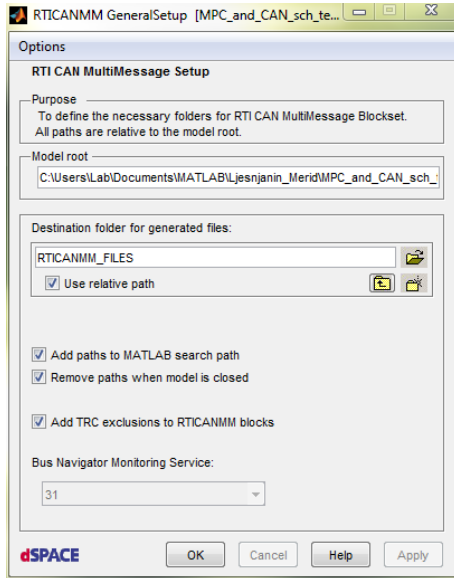 RTICANMM GeneralSetup [MPC_and_CAN_sch_te...
Options
RTI CAN MultiMessage Setup
Purpose
To define the necessary folders for RTI CAN MultiMessage Blockset.
All paths are relative to the model root.
Model root
C:\Users\Lab\Documents\MATLAB\Ljesnjanin_Merid\MPC_and_CAN_sch_
Destination folder for generated files:
RTICANMM_FILES
Use relative path
Add paths to MATLAB search path
Remove paths when model is closed
Add TRC exclusions to RTICANMM blocks
Bus Navigator Monitoring Service:
31
dSPACE OK Cancel Help Apply